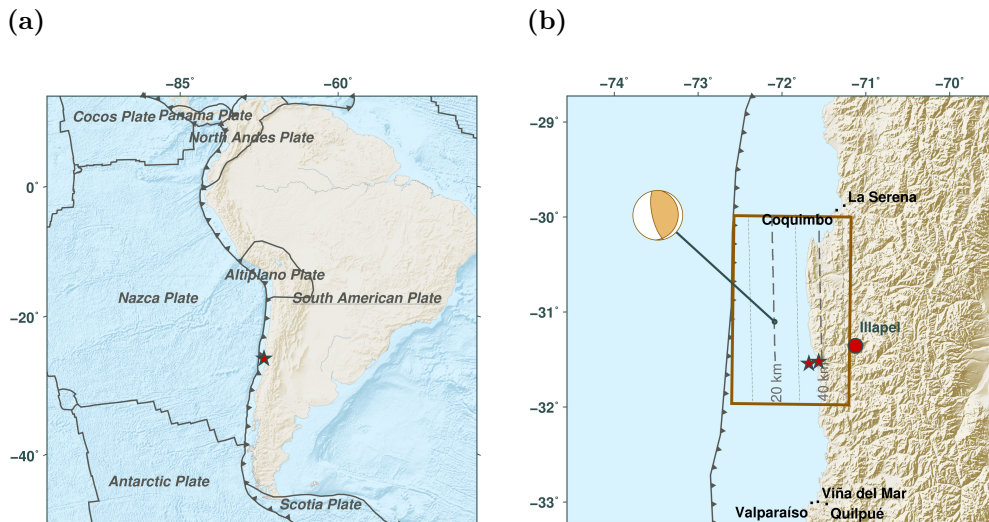 (a)
(b)
−85˚ −60˚
−74 −73 −72 −71 −70˚
Cocos Plate
Panama Plate
North Andes Plate
0˚
Altiplano Plate
Nazca Plate
South American Plate
−20˚
−40˚
Antarctic Plate
Scotia Plate
−29˚
La Serena
−30˚
Coquimbo
−31˚
Illapel
20 km
40 km
−32˚
Viña del Mar
−33˚
Valparaíso
Quilpué